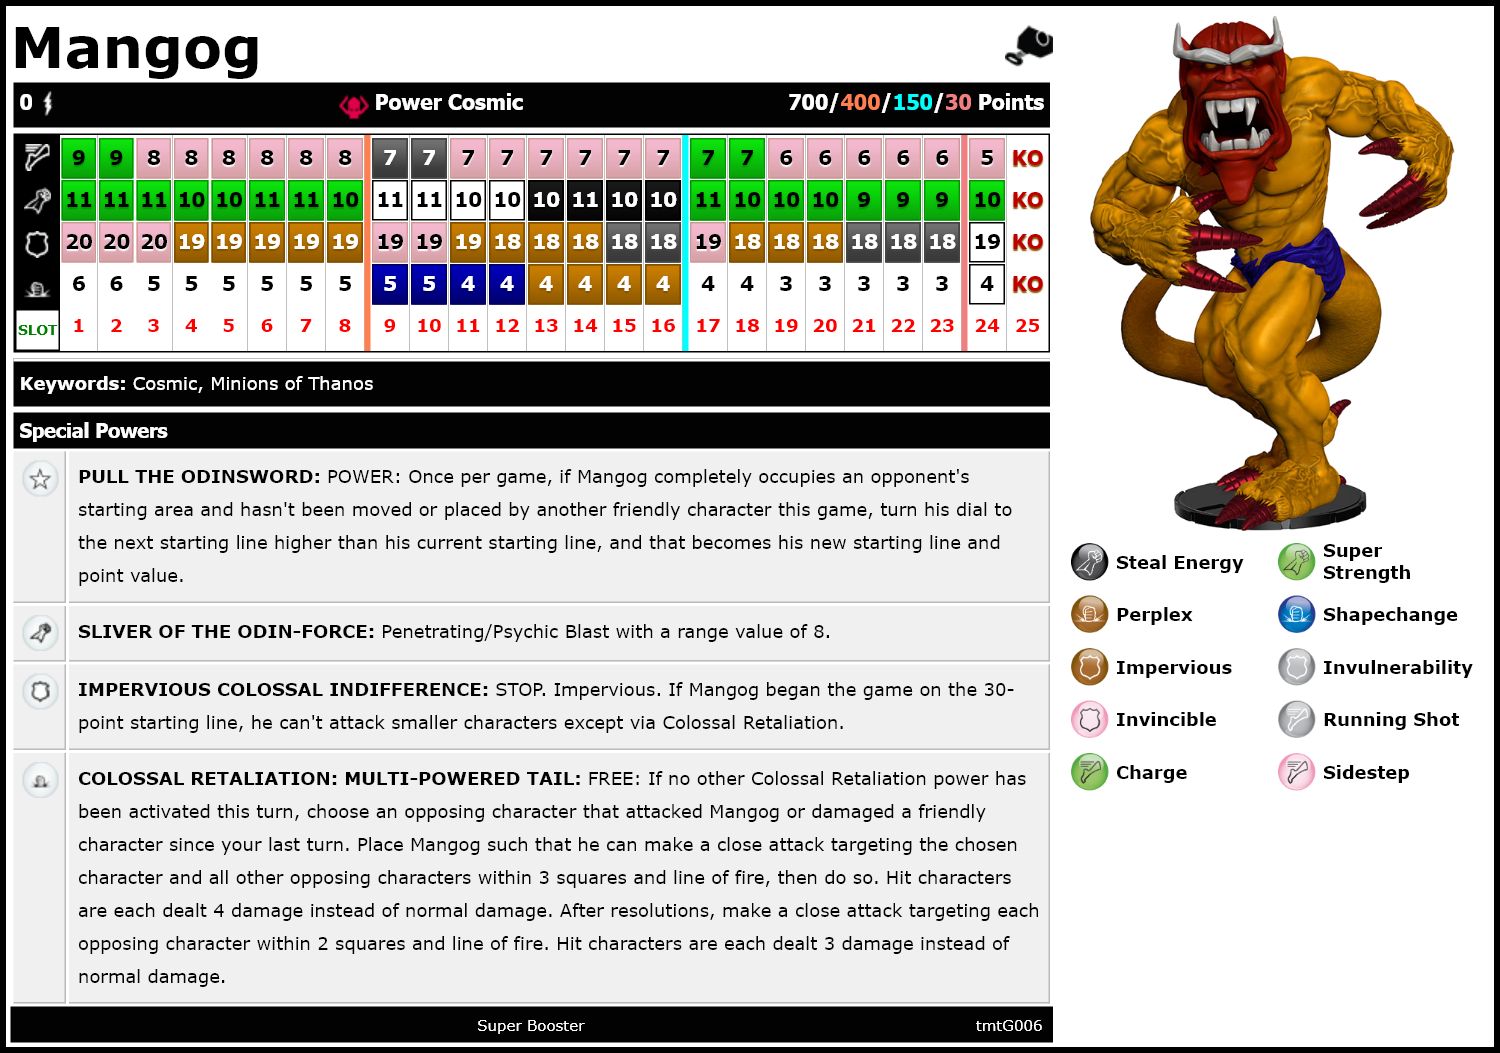 Mangog
0 Power Cosmic 700/400/150/30 Points
9 9 8 8 8 8 8 8 7 7 7 7 7 7 7 7 7 7 6 6 6 6 6 5 KO
11 11 11 10 10 11 11 10 11 11 10 10 10 11 10 10 11 10 10 10 9 9 9 10 KO
20 20 20 19 19 19 19 19 19 19 19 18 18 18 18 18 19 18 18 18 18 18 18 19 KO
6 6 5 5 5 5 5 5 5 5 4 4 4 4 4 4 4 4 3 3 3 3 3 4 KO
SLOT 1 2 3 4 5 6 7 8 9 10 11 12 13 14 15 16 17 18 19 20 21 22 23 24 25
Keywords: Cosmic, Minions of Thanos
Special Powers
PULL THE ODINSWORD: POWER: Once per game, if Mangog completely occupies an opponent's
starting area and hasn't been moved or placed by another friendly character this game, turn his dial to
the next starting line higher than his current starting line, and that becomes his new starting line and
point value.
SLIVER OF THE ODIN-FORCE: Penetrating/Psychic Blast with a range value of 8.
IMPERVIOUS COLOSSAL INDIFFERENCE: STOP. Impervious. If Mangog began the game on the 30-
point starting line, he can't attack smaller characters except via Colossal Retaliation.
COLOSSAL RETALIATION: MULTI-POWERED TAIL: FREE: If no other Colossal Retaliation power has
been activated this turn, choose an opposing character that attacked Mangog or damaged a friendly
character since your last turn. Place Mangog such that he can make a close attack targeting the chosen
character and all other opposing characters within 3 squares and line of fire, then do so. Hit characters
are each dealt 4 damage instead of normal damage. After resolutions, make a close attack targeting each
opposing character within 2 squares and line of fire. Hit characters are each dealt 3 damage instead of
normal damage.
Super Booster tmtG006
Steal Energy
Super
Strength
Perplex
Shapechange
Impervious
Invulnerability
Invincible
Running Shot
Charge
Sidestep